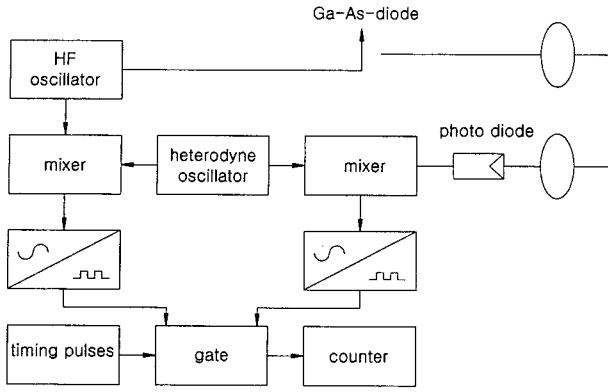 Ga-As-diode
HF
oscillator
photo diode
mixer
heterodyne
oscillator
mixer
timing pulses
gate
counter